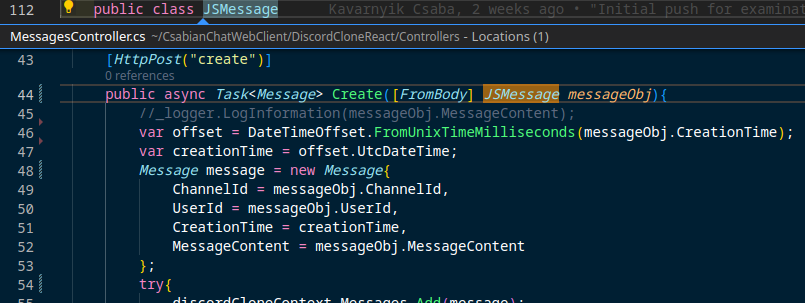 112 public class JSMessage Kavarnyik Csaba, 2 weeks ago • "Initial push for examinat
MessagesController.cs ~/CsabianChatWebClient/DiscordCloneReact/Controllers - Locations (1)
43 [HttpPost("create")]
0 references
44 public async Task<Message> Create([FromBody] JSMessage messageObj){
45 //_logger.LogInformation(messageObj.MessageContent);
46 var offset = DateTimeOffset.FromUnixTimeMilliseconds(messageObj.CreationTime);
47 var creationTime = offset.UtcDateTime;
48 Message message = new Message{
49 ChannelId = messageObj.ChannelId,
50 UserId = messageObj.UserId,
51 CreationTime = creationTime,
52 MessageContent = messageObj.MessageContent
53 };
54 try{
55 discordCloneContext.Messages.Add(message);